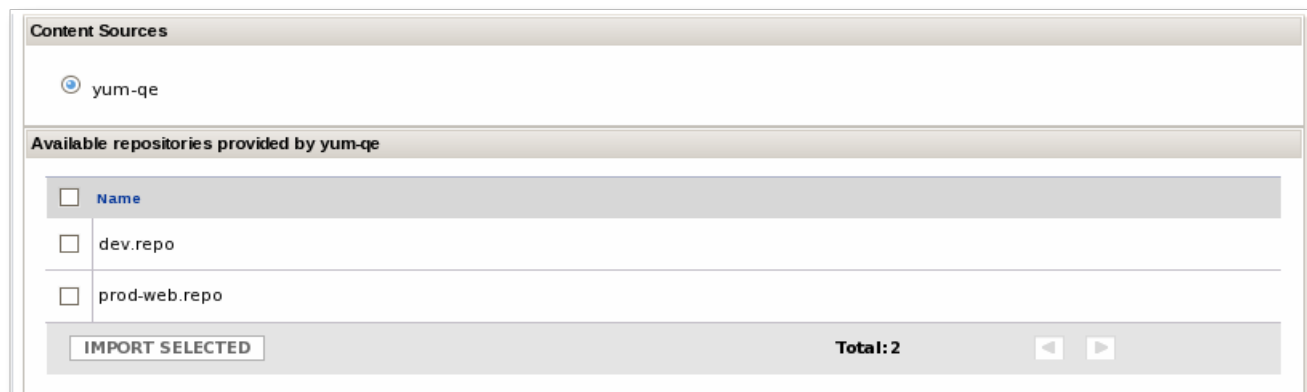 Content Sources
yum-qe
Available repositories provided by yum-qe
Name
dev.repo
prod-web.repo
IMPORT SELECTED Total: 2